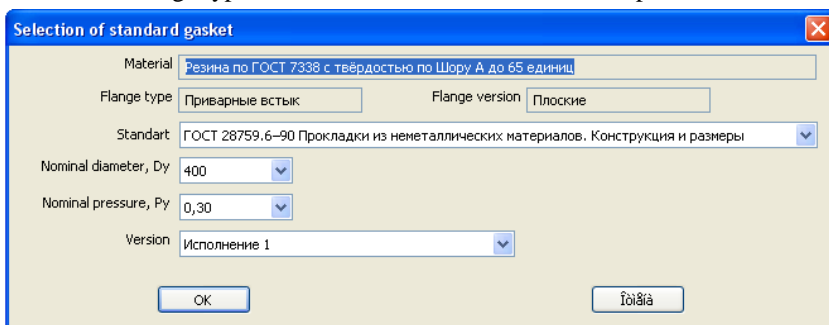 Selection of standard gasket
Material Резина по ГОСТ 7338 с твёрдостью по Шору А до 65 единиц
Flange type Приварные встык Flange version Плоские
Standart ГОСТ 28759.6–90 Прокладки из неметаллических материалов. Конструкция и размеры
Nominal diameter, Dy 400
Nominal pressure, Py 0,30
Version Исполнение 1
OK Îòìåíà